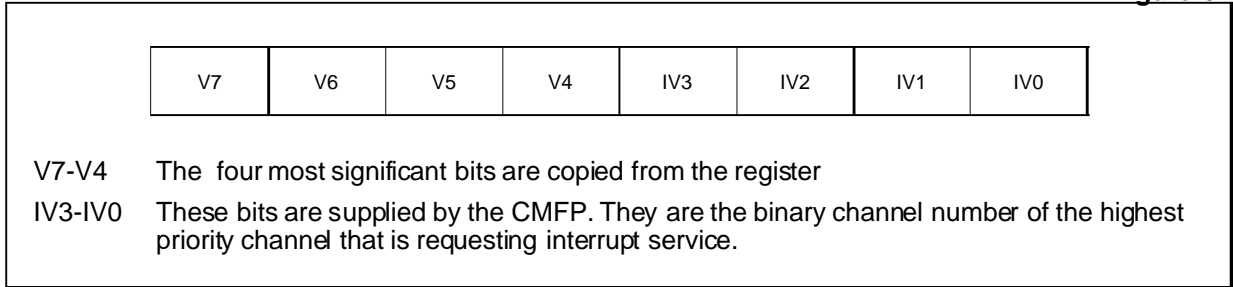 V7 V6 V5 V4 IV3 IV2 IV1 IV0
V7-V4 The four most significant bits are copied from the register
IV3-IV0 These bits are supplied by the CMFP. They are the binary channel number of the highest
priority channel that is requesting interrupt service.